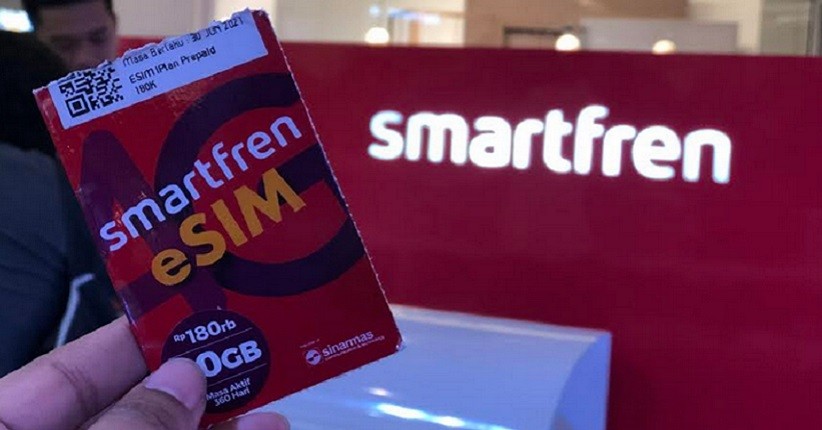 Masa Berlaku : 30 JUN 2021
ESIM 1Plan Prepaid
180K
4G
smartfren
eSIM
Rp180rb
0GB
Masa Aktif
360 Hari
sinarmas
smartfren